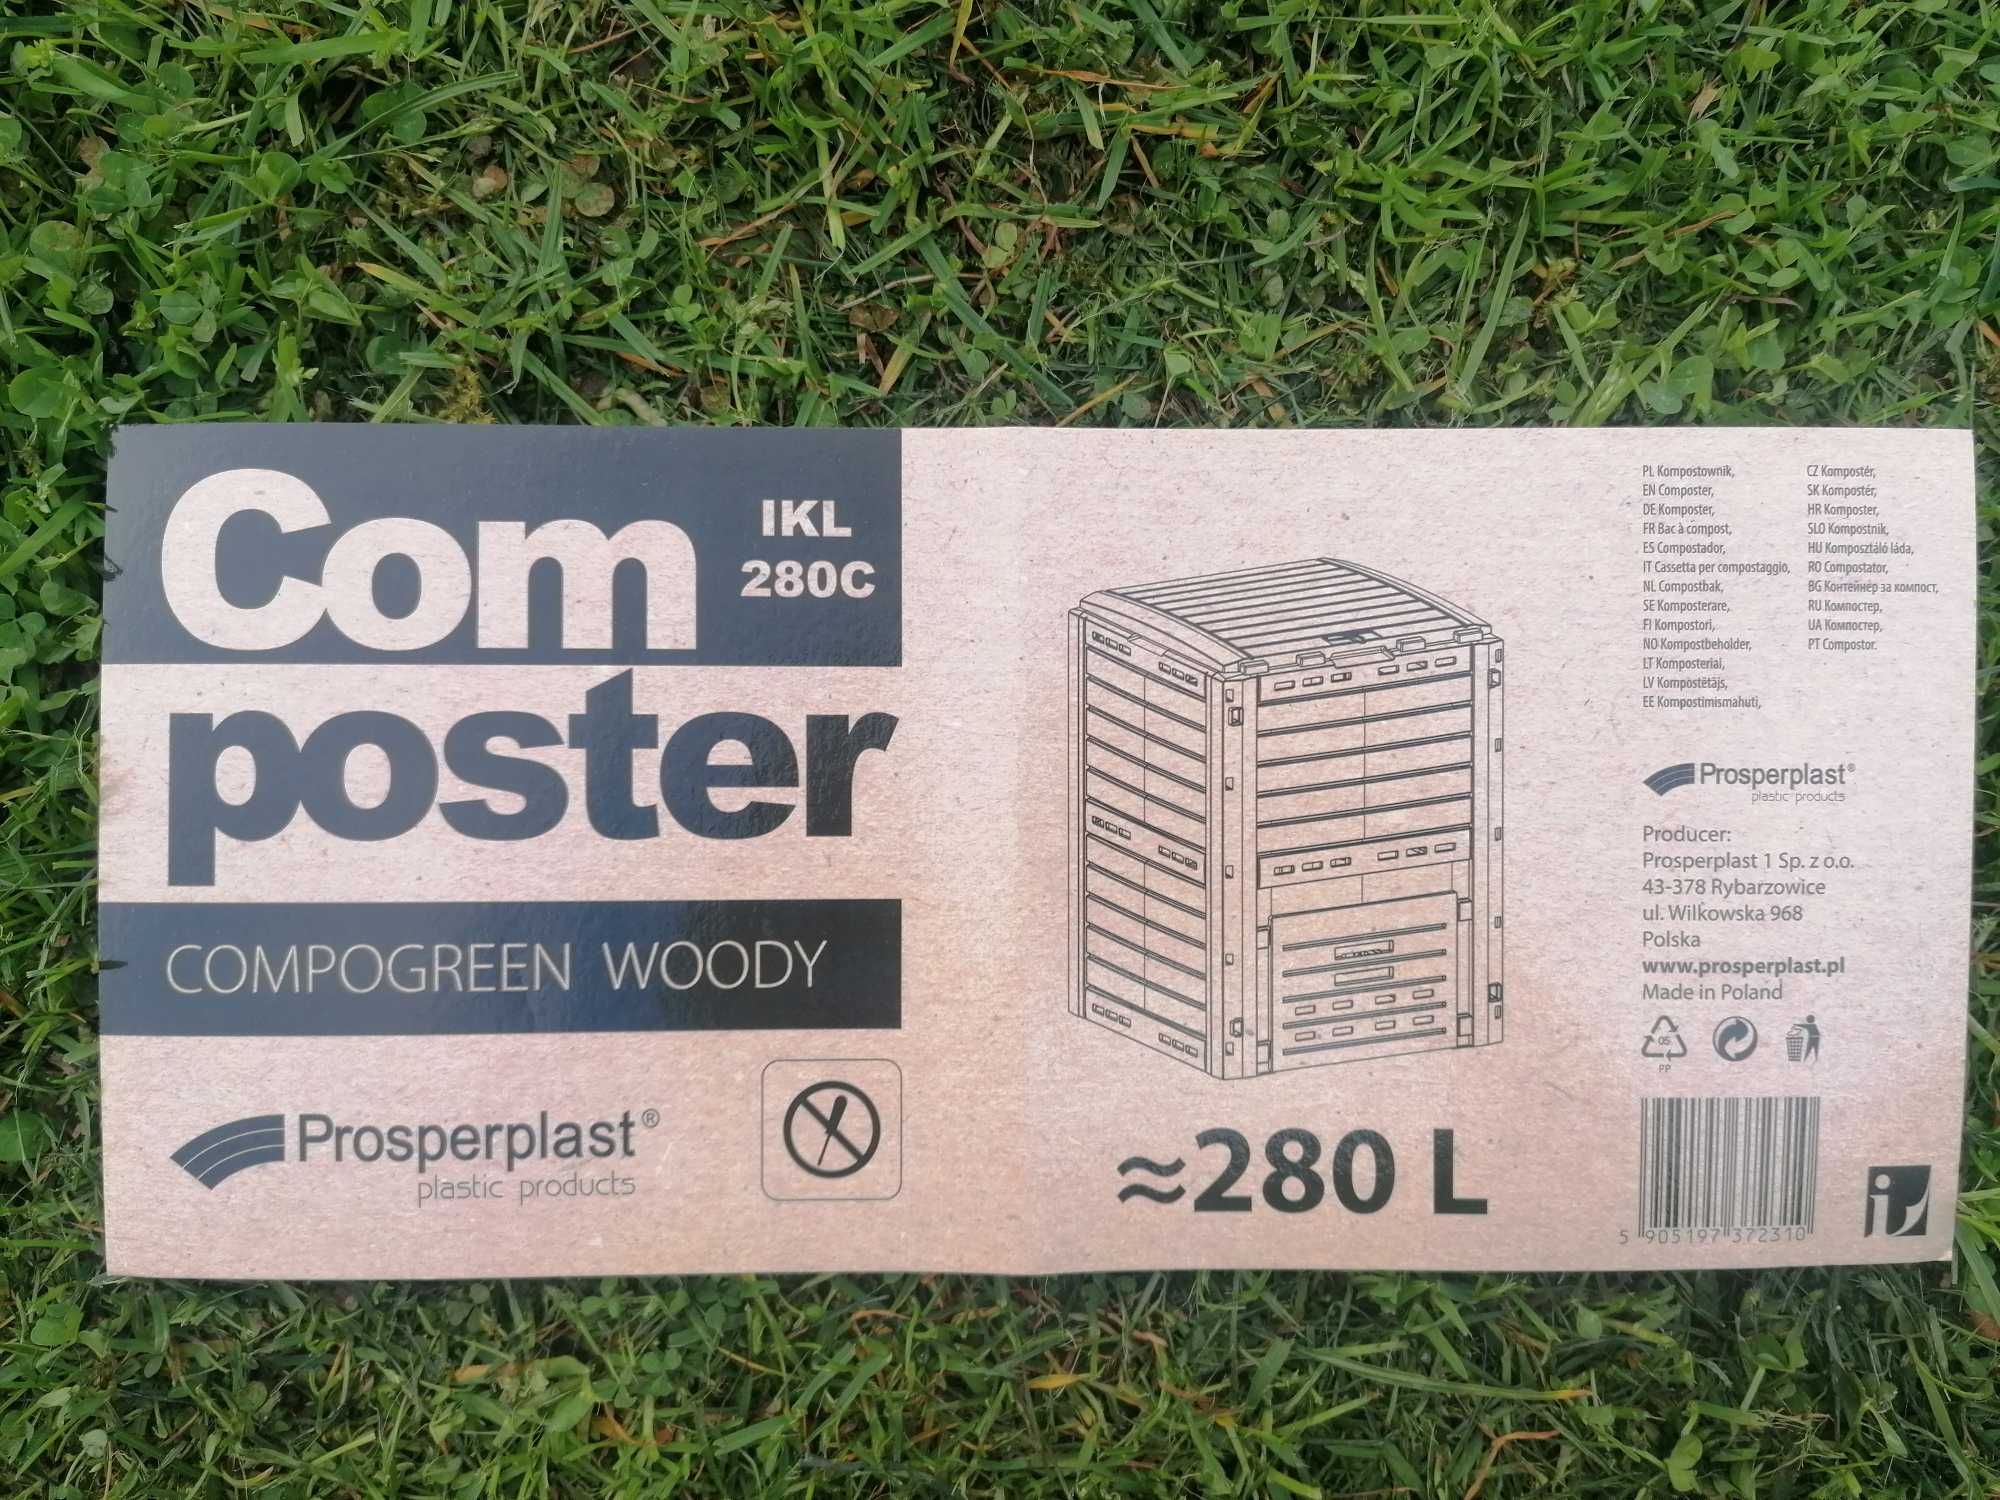 Com
IKL
280C
poster
COMPOGREEN WOODY
Prosperplast®
plastic products
≈280 L
PL Kompostownik,
EN Composter,
DE Komposter,
FR Bac à compost,
ES Compostador,
IT Cassetta per compostaggio,
NL Compostbak,
SE Komposterare,
FI Kompostori,
NO Kompostbeholder,
LT Komposteriai,
LV Kompostētājs,
EE Kompostimismahuti,
CZ Kompostér,
SK Kompostér,
HR Komposter,
SLO Kompostnik,
HU Komposztáló láda,
RO Compostator,
BG Контейнер за компост,
RU Компостер,
UA Компостер,
PT Compostor.
Prosperplast®
plastic products
Producer:
Prosperplast 1 Sp. z o.o.
43-378 Rybarzowice
ul. Wilkowska 968
Polska
www.prosperplast.pl
Made in Poland
05
PP
5 905197 372310
it